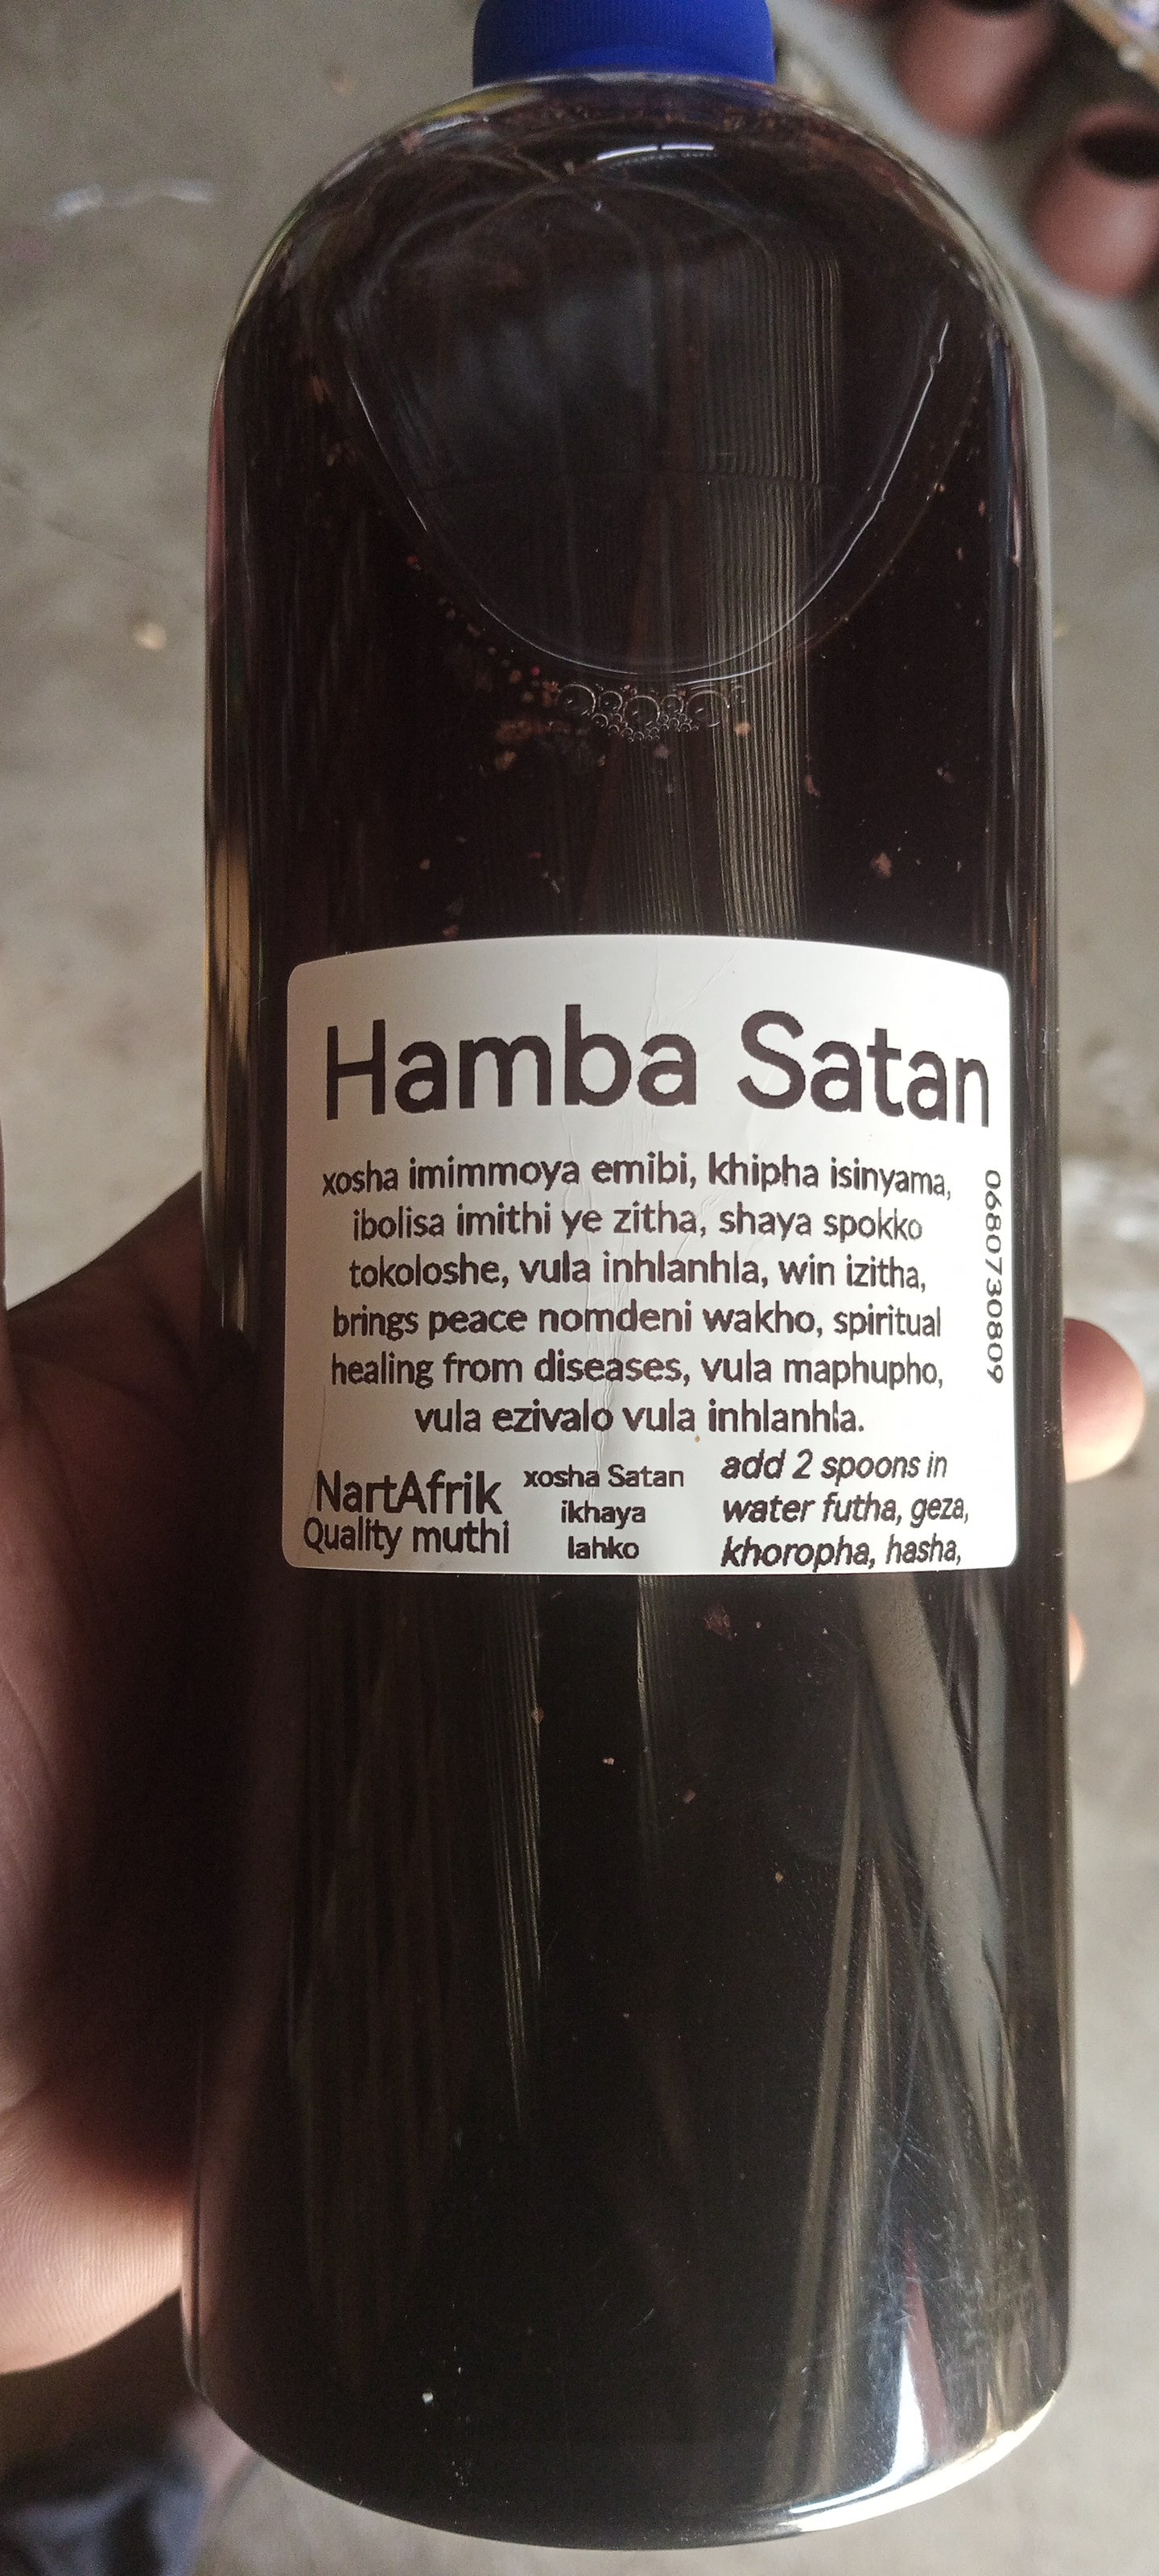 Hamba Satan
xosha imimmoya emibi, khipha isinyama,
ibolisa imithi ye zitha, shaya spokko
tokoloshe, vula inhlanhla, win izitha,
brings peace nomdeni wakho, spiritual
healing from diseases, vula maphupho,
vula ezivalo vula inhlanhla.
NartAfrik
Quality muthi
xosha Satan
ikhaya
lahko
add 2 spoons in
water futha, geza,
khoropha, hasha,
0680730809